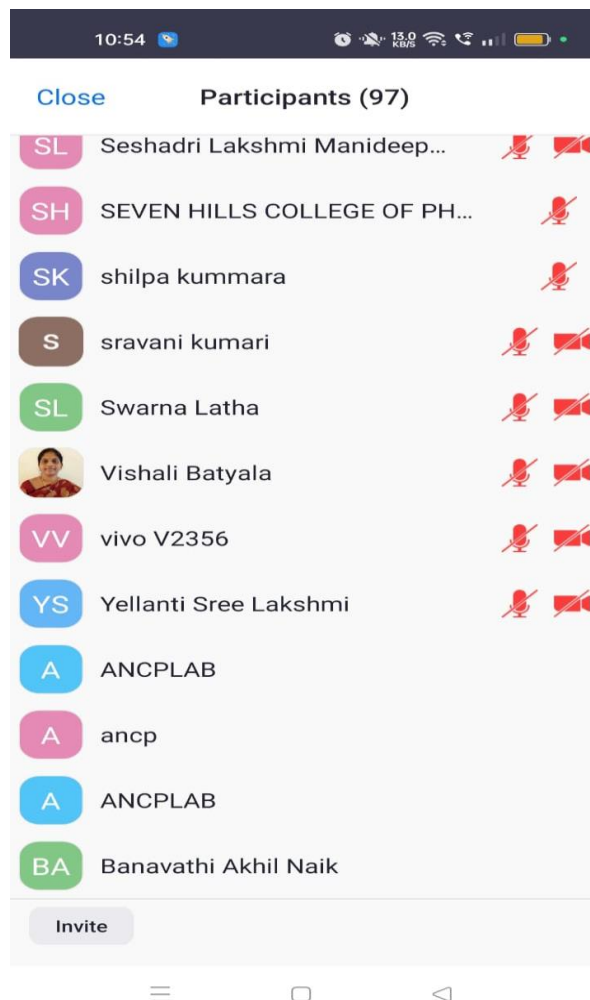 10:54 13.0 KB/S
Close Participants (97)
SL Seshadri Lakshmi Manideep...
SH SEVEN HILLS COLLEGE OF PH...
SK shilpa kummara
S sravani kumari
SL Swarna Latha
Vishali Batyala
VV vivo V2356
YS Yellanti Sree Lakshmi
A ANCPLAB
A ancp
A ANCPLAB
BA Banavathi Akhil Naik
Invite